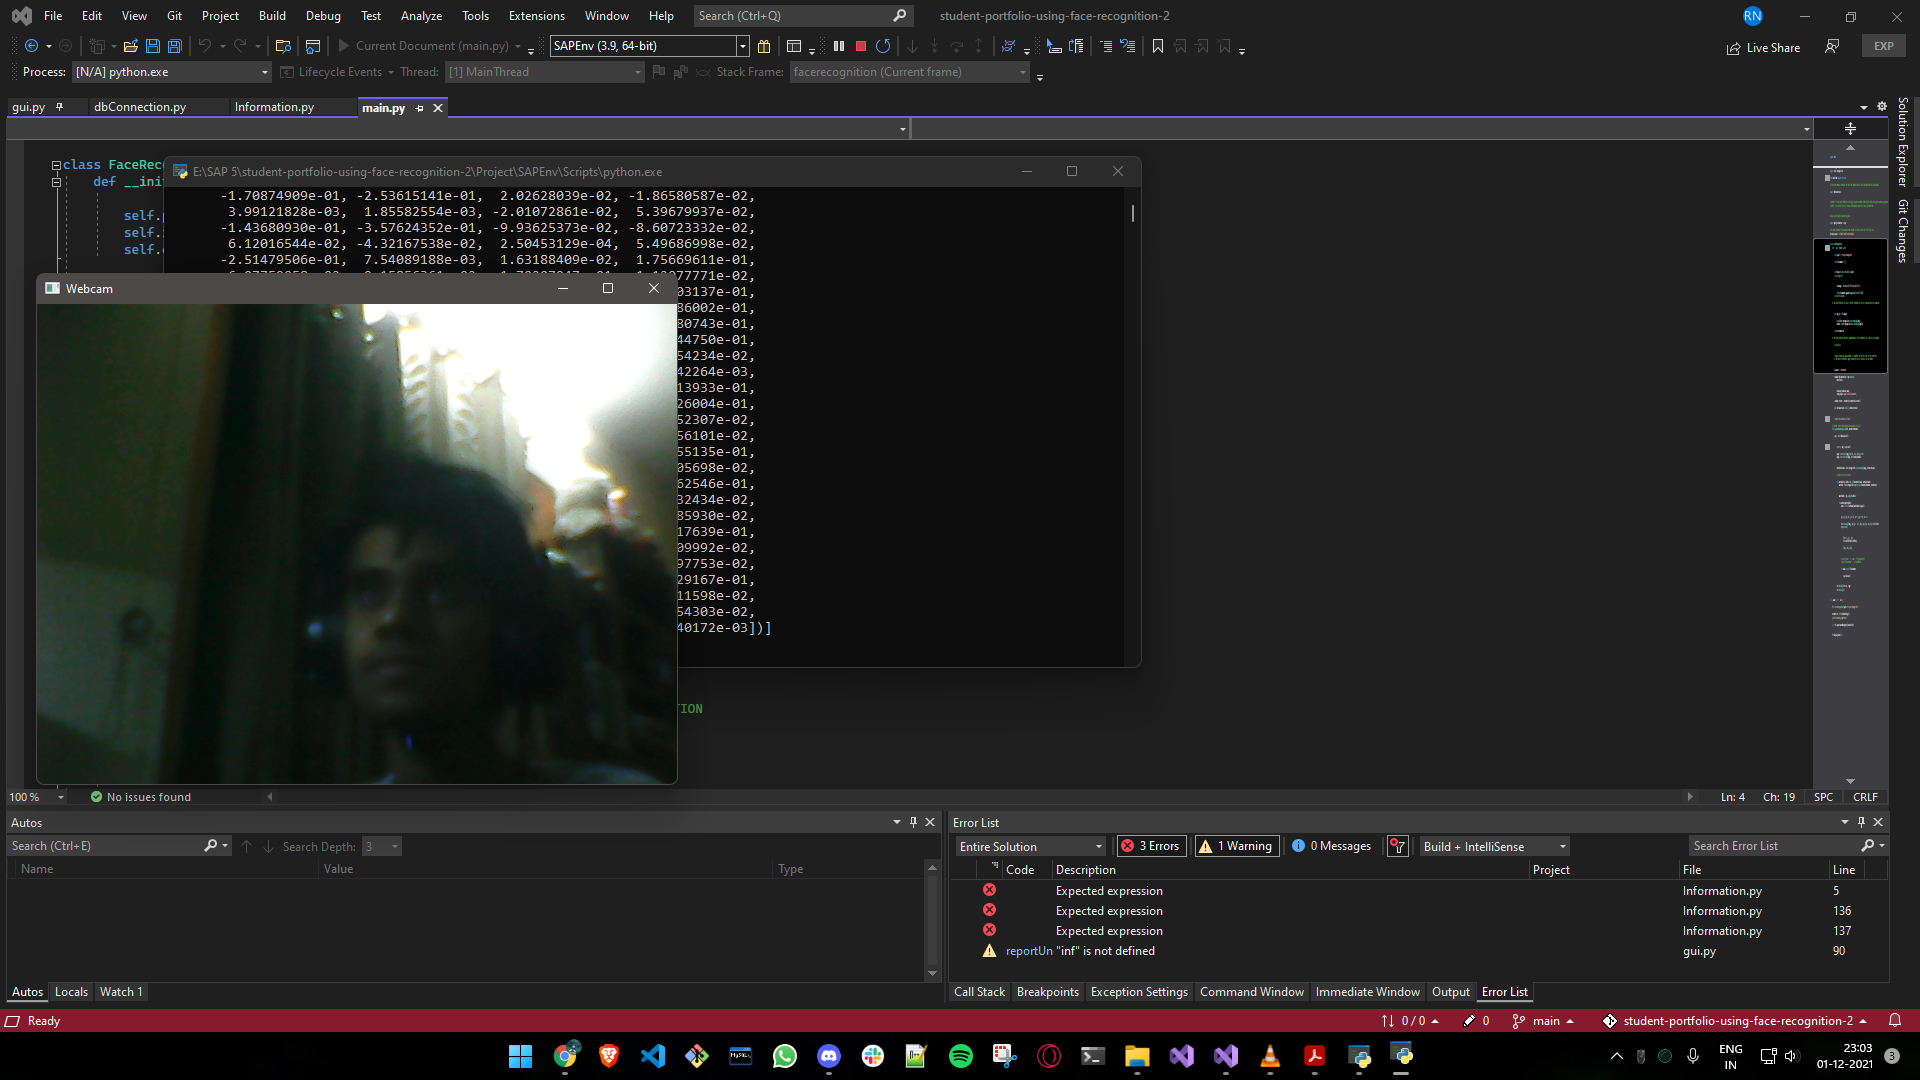 File Edit View Git Project Build Debug Test Analyze Tools Extensions Window Help Search (Ctrl+Q) student-portfolio-using-face-recognition-2 RN
Current Document (main.py) SAPEnv (3.9, 64-bit) Live Share EXP
Process: [N/A] python.exe Lifecycle Events Thread: [1] MainThread Stack Frame: facerecognition (Current frame)
gui.py dbConnection.py Information.py main.py
Solution Explorer
Git Changes
class FaceReco
def __ini
self.
self.
self.
E:\SAP 5\student-portfolio-using-face-recognition-2\Project\SAPEnv\Scripts\python.exe
-1.70874909e-01, -2.53615141e-01, 2.02628039e-02, -1.86580587e-02,
3.99121828e-03, 1.85582554e-03, -2.01072861e-02, 5.39679937e-02,
-1.43680930e-01, -3.57624352e-01, -9.93625373e-02, -8.60723332e-02,
6.12016544e-02, -4.32167538e-02, 2.50453129e-04, 5.49686998e-02,
-2.51479506e-01, 7.54089188e-03, 1.63188409e-02, 1.75669611e-01,
77771e-02,
03137e-01,
86002e-02,
80743e-01,
44750e-01,
54234e-02,
42264e-03,
13933e-01,
26004e-01,
52307e-02,
56101e-02,
55135e-01,
05698e-02,
62546e-01,
32434e-02,
85930e-02,
17639e-01,
09992e-02,
97753e-02,
29167e-01,
11598e-02,
54303e-02,
40172e-03])]
Webcam
TION
100 % No issues found Ln: 4 Ch: 19 SPC CRLF
Autos
Search (Ctrl+E) Search Depth: 3
Name Value Type
Autos Locals Watch 1
Error List
Entire Solution 3 Errors 1 Warning 0 Messages Build + IntelliSense Search Error List
Code Description Project File Line
Expected expression Information.py 5
Expected expression Information.py 136
Expected expression Information.py 137
reportUn "inf" is not defined gui.py 90
Call Stack Breakpoints Exception Settings Command Window Immediate Window Output Error List
Ready 0 / 0 0 main student-portfolio-using-face-recognition-2
MySQL
ENG
IN
23:03
01-12-2021
3